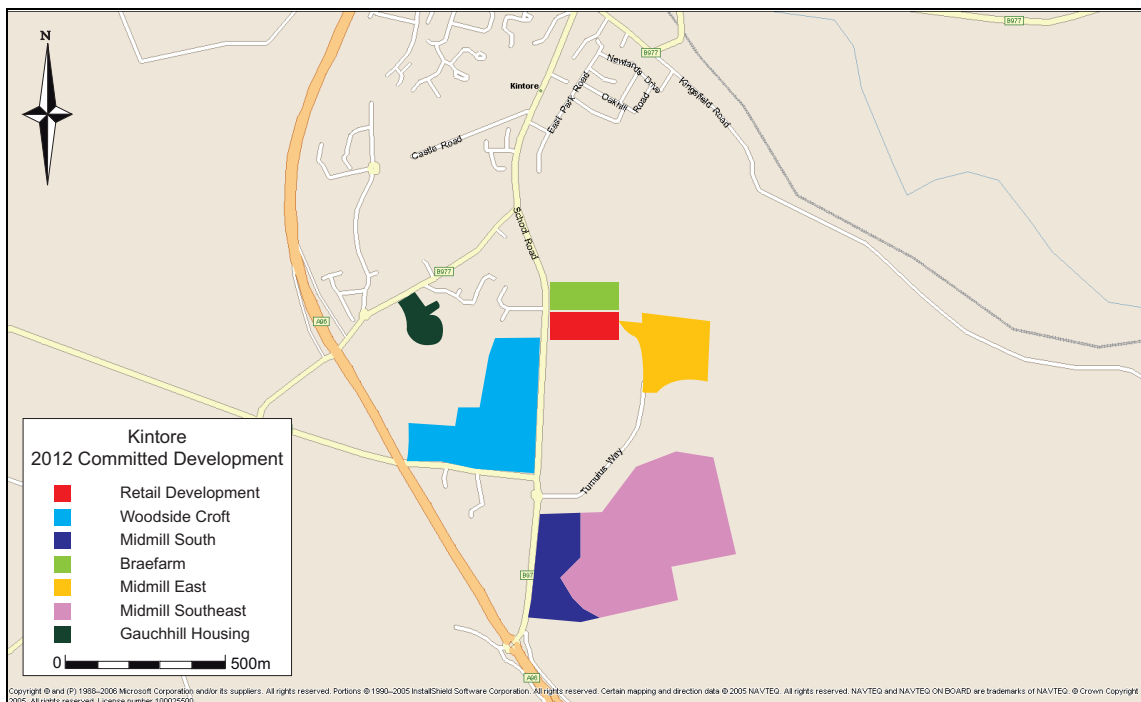 B977
N
B977
Newlands Drive
Kintore
East Park Road
Oakhill Road
Kingsfield Road
Castle Road
School Road
B977
A96
Kintore
2012 Committed Development
Retail Development
Woodside Croft
Midmill South
Braefarm
Midmill East
Midmill Southeast
Gauchhill Housing
0 500m
Tumulus Way
B97
A96
Copyright © and (P) 1988–2006 Microsoft Corporation and/or its suppliers. All rights reserved. Portions © 1990–2005 InstallShield Software Corporation. All rights reserved. Certain mapping and direction data © 2005 NAVTEQ. All rights reserved. NAVTEQ and NAVTEQ ON BOARD are trademarks of NAVTEQ. © Crown Copyright
2005. All rights reserved. License number 100025500